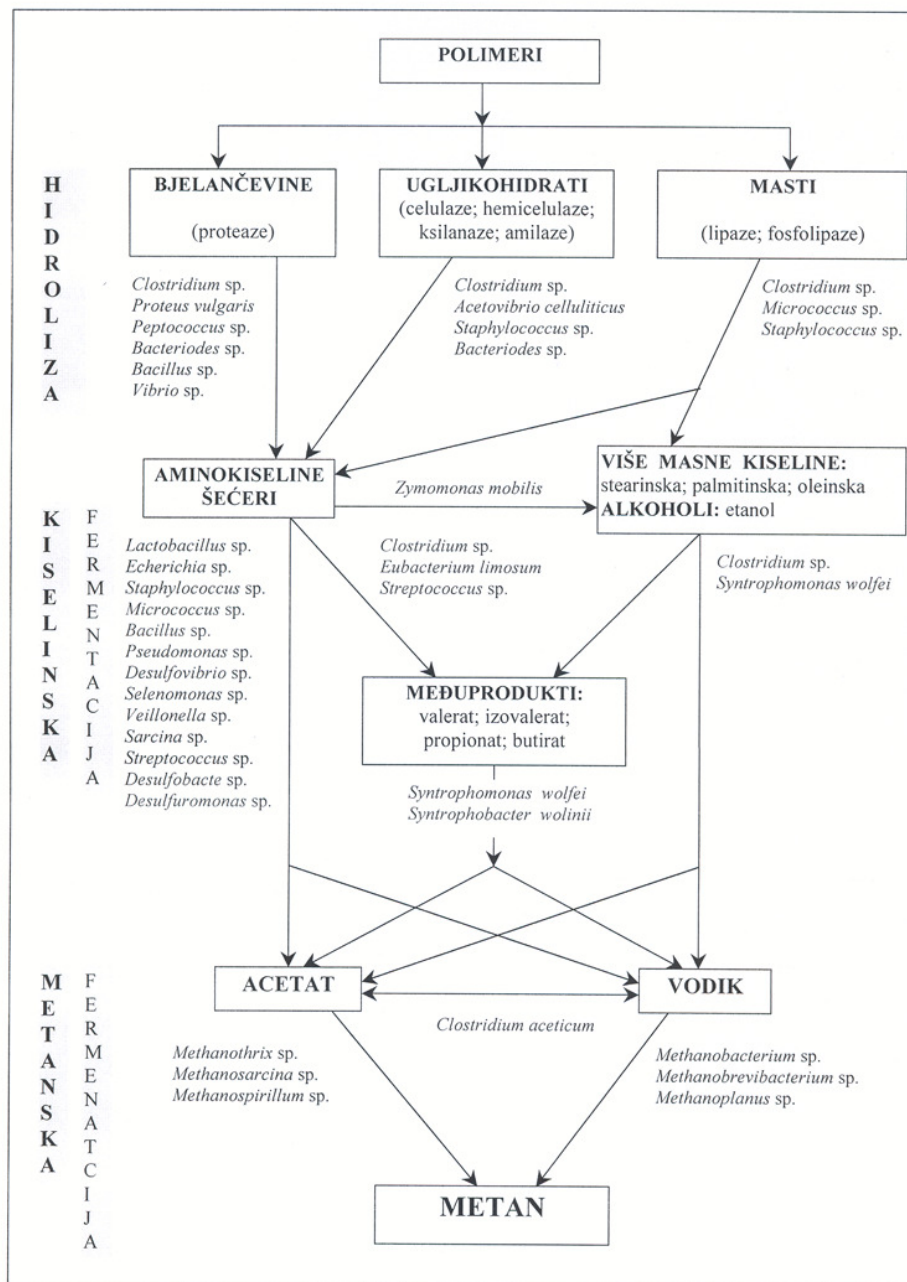 POLIMERI
HIDROLIZA
BJELANČEVINE
(proteaze)
UGLJIKOHIDRATI
(celulaze; hemicelulaze;
ksilanaze; amilaze)
MASTI
(lipaze; fosfolipaze)
Clostridium sp.
Proteus vulgaris
Peptococcus sp.
Bacteriodes sp.
Bacillus sp.
Vibrio sp.
Clostridium sp.
Acetovibrio celluliticus
Staphylococcus sp.
Bacteriodes sp.
Clostridium sp.
Micrococcus sp.
Staphylococcus sp.
KISELINSKA
FERMENTACIJA
AMINOKISELINE
ŠEĆERI
Zymomonas mobilis
VIŠE MASNE KISELINE:
stearinska; palmitinska; oleinska
ALKOHOLI: etanol
Lactobacillus sp.
Echerichia sp.
Staphylococcus sp.
Micrococcus sp.
Bacillus sp.
Pseudomonas sp.
Desulfovibrio sp.
Selenomonas sp.
Veillonella sp.
Sarcina sp.
Streptococcus sp.
Desulfobacte sp.
Desulfuromonas sp.
Clostridium sp.
Eubacterium limosum
Streptococcus sp.
Clostridium sp.
Syntrophomonas wolfei
MEĐUPRODUKTI:
valerat; izovalerat;
propionat; butirat
Syntrophomonas wolfei
Syntrophobacter wolinii
METANSKA
FERMENATCIJA
ACETAT
VODIK
Clostridium aceticum
Methanothrix sp.
Methanosarcina sp.
Methanospirillum sp.
Methanobacterium sp.
Methanobrevibacterium sp.
Methanoplanus sp.
METAN